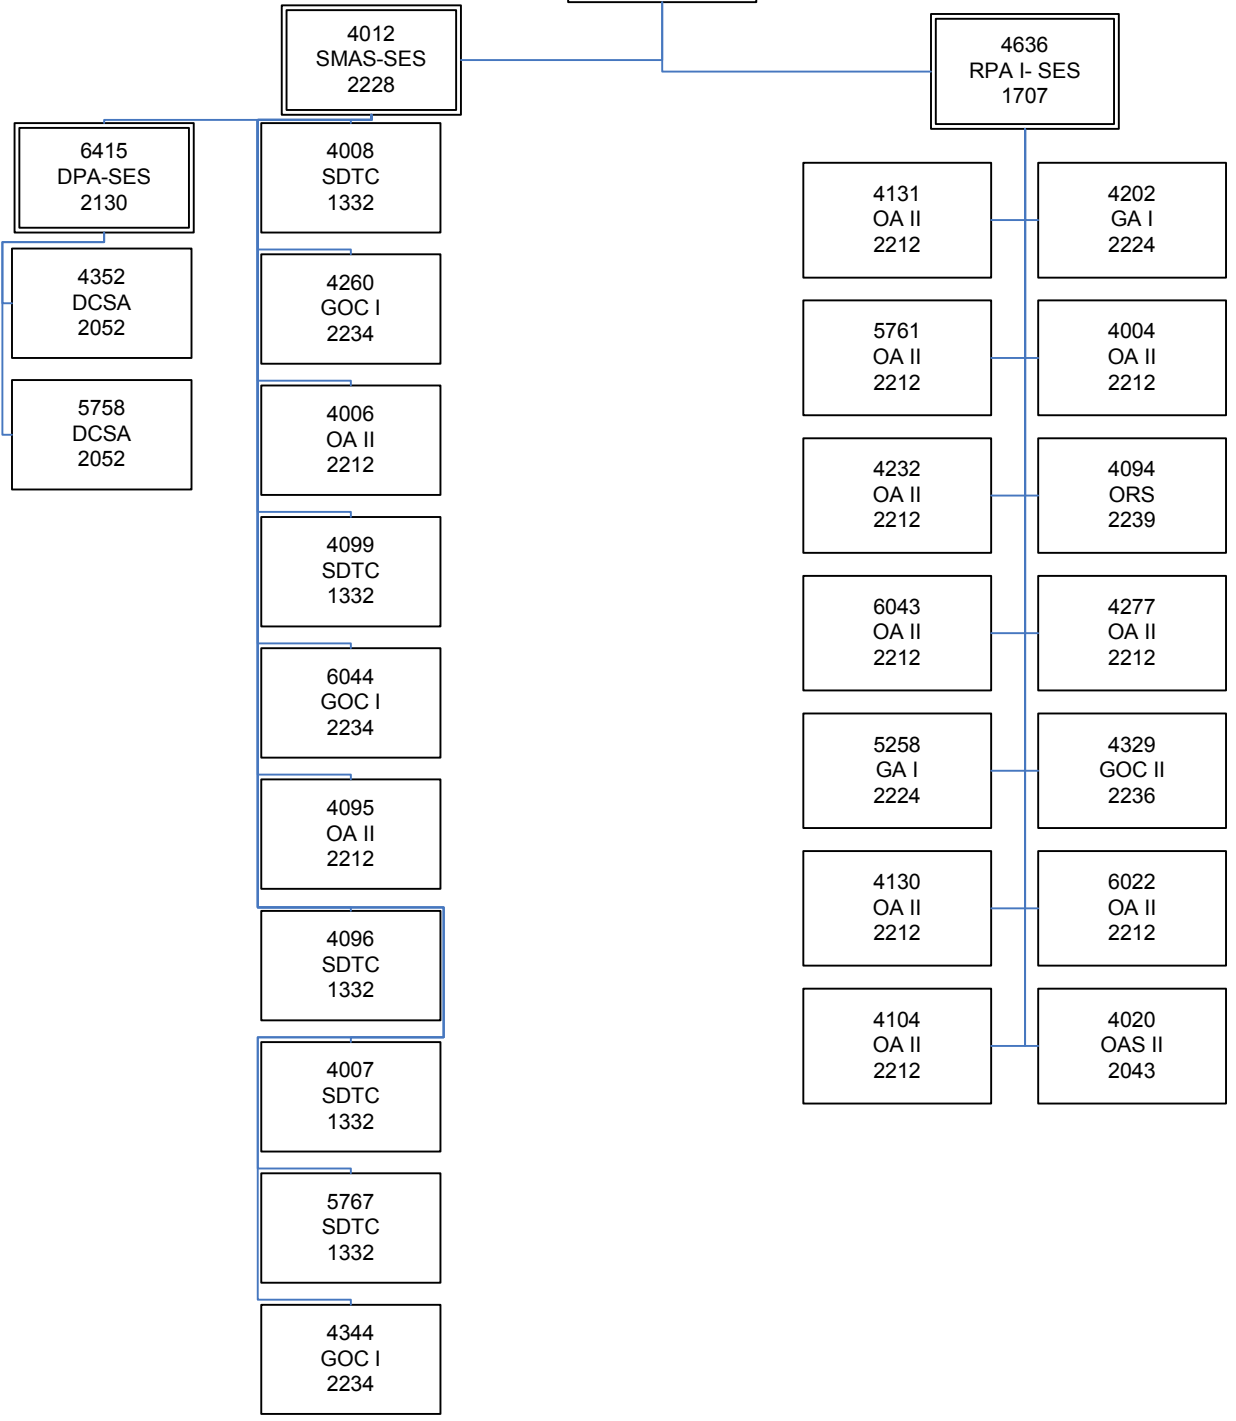 4012
SMAS-SES
2228
4636
RPA I- SES
1707
6415
DPA-SES
2130
4352
DCSA
2052
5758
DCSA
2052
4008
SDTC
1332
4260
GOC I
2234
4006
OA II
2212
4099
SDTC
1332
6044
GOC I
2234
4095
OA II
2212
4096
SDTC
1332
4007
SDTC
1332
5767
SDTC
1332
4344
GOC I
2234
4131
OA II
2212
4202
GA I
2224
5761
OA II
2212
4004
OA II
2212
4232
OA II
2212
4094
ORS
2239
6043
OA II
2212
4277
OA II
2212
5258
GA I
2224
4329
GOC II
2236
4130
OA II
2212
6022
OA II
2212
4104
OA II
2212
4020
OAS II
2043